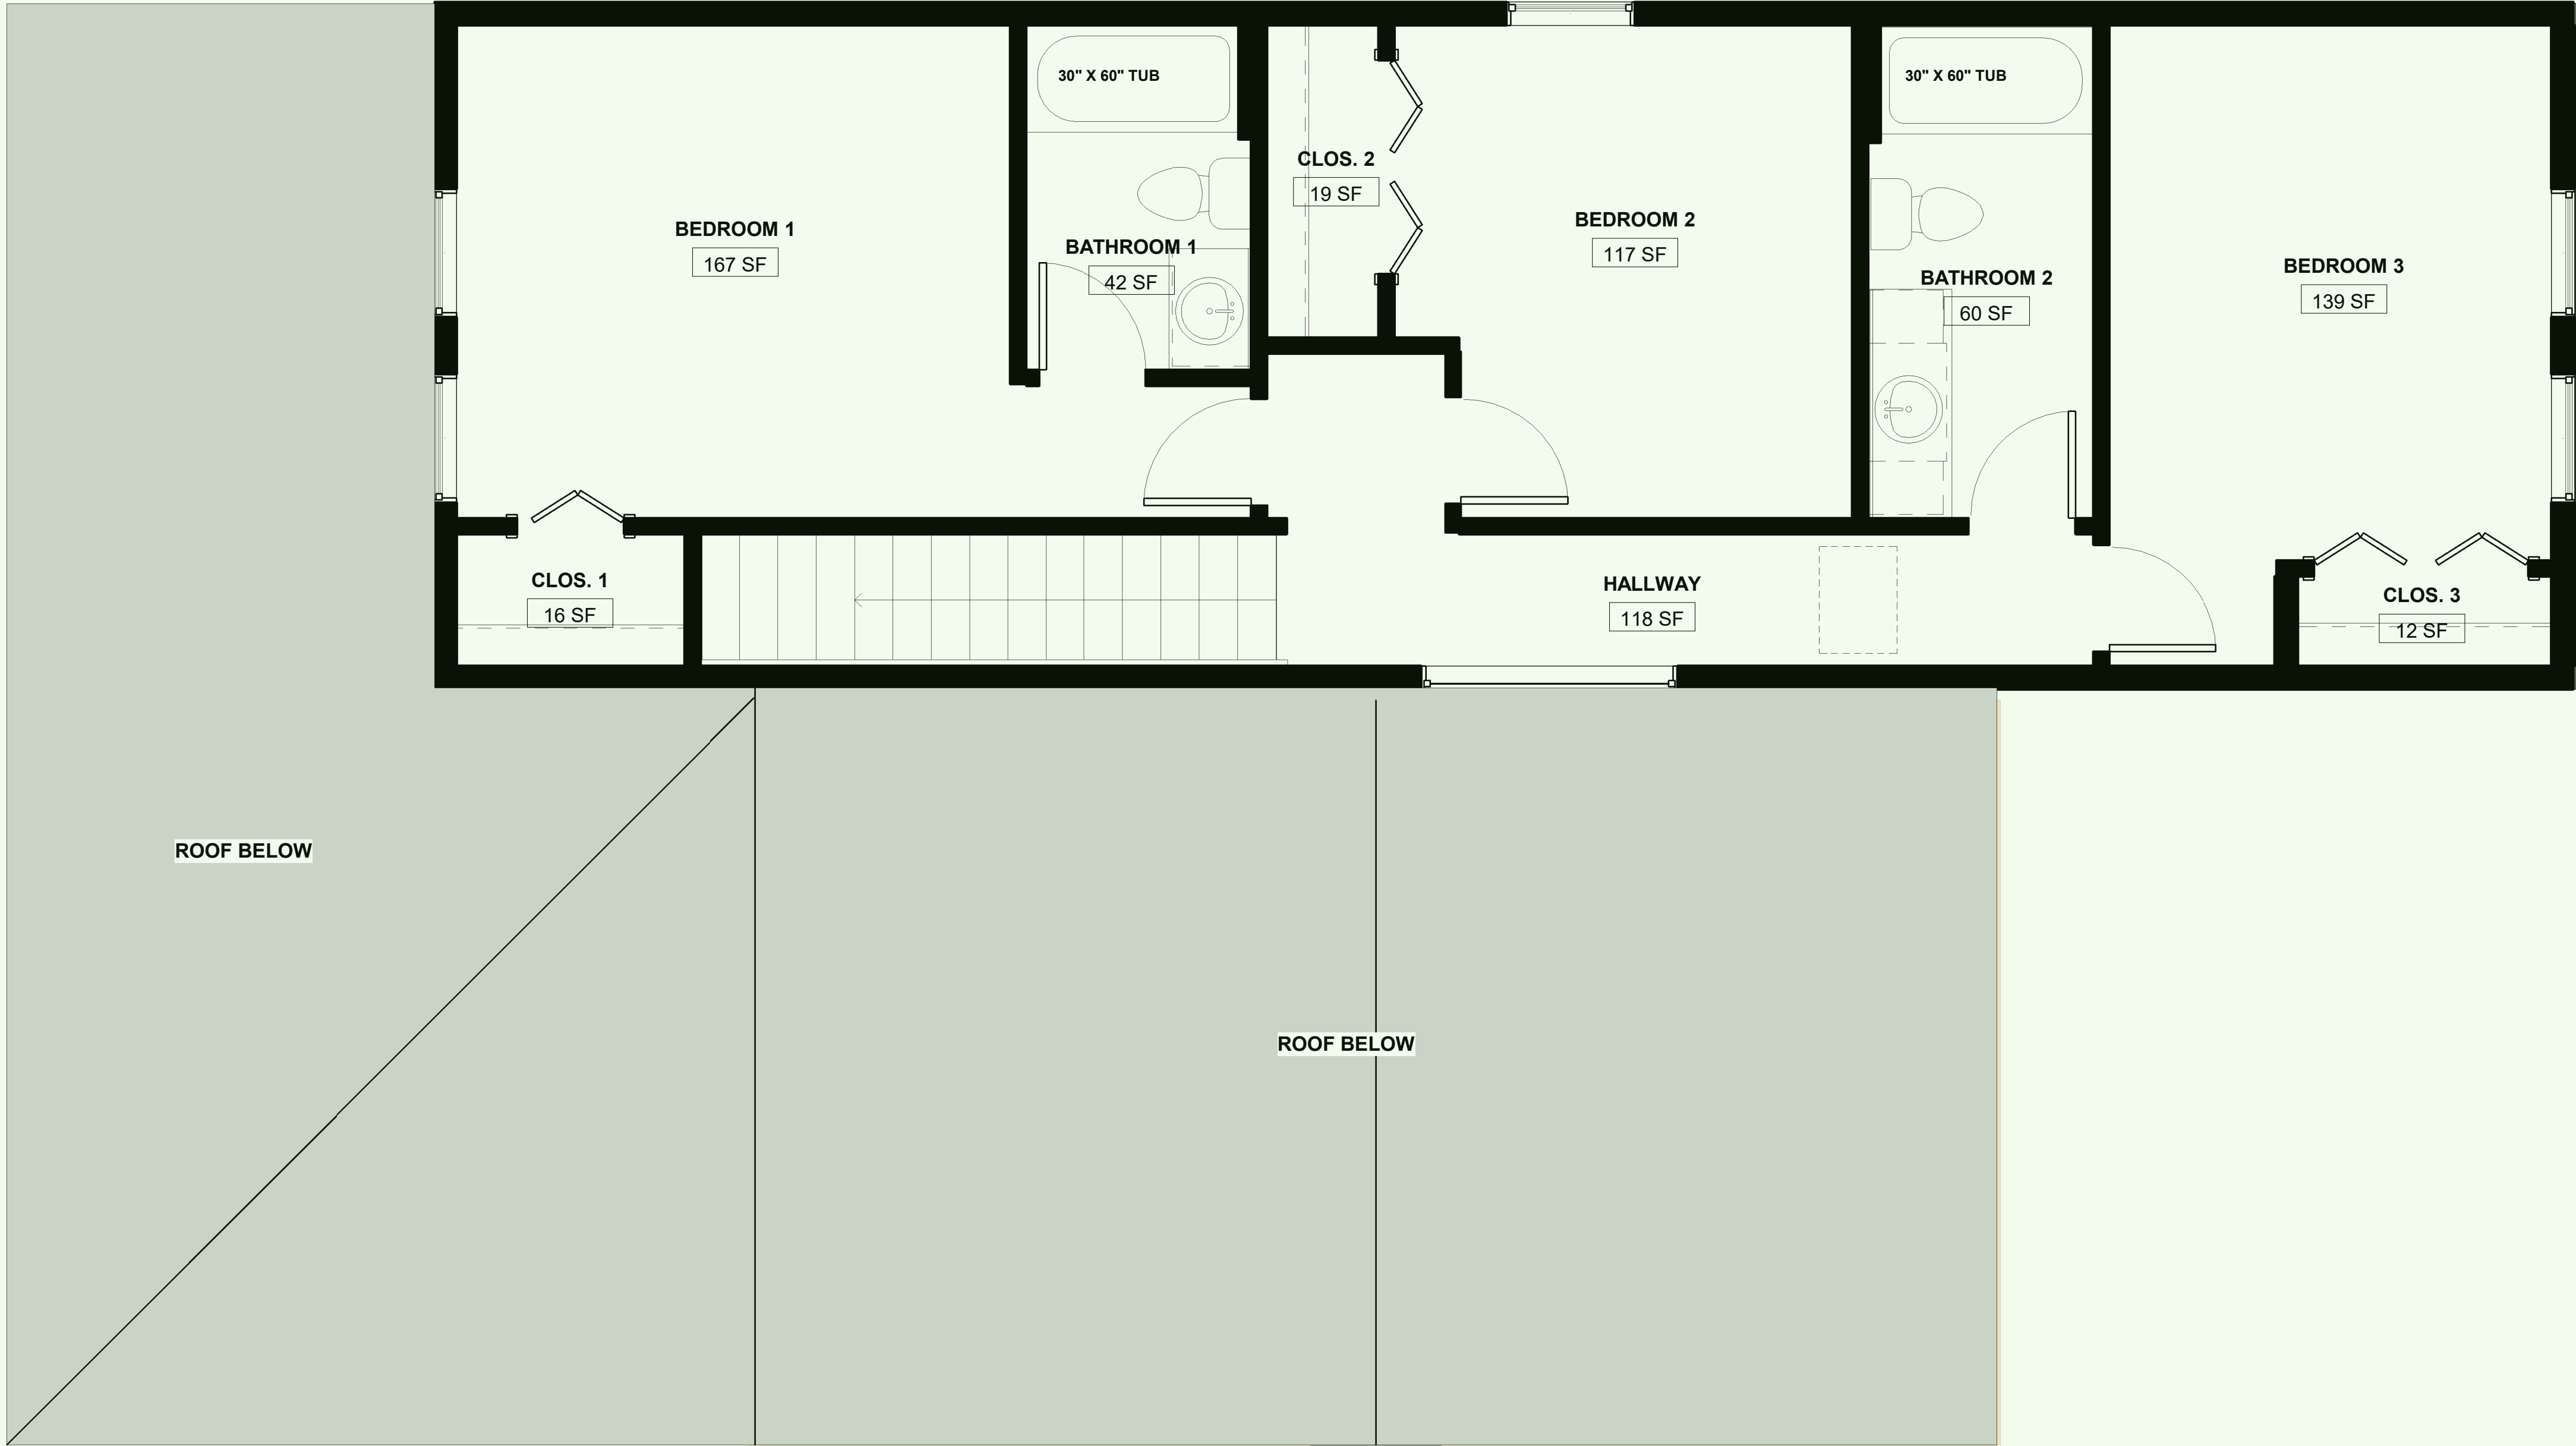 30" X 60" TUB
30" X 60" TUB
CLOS. 2
19 SF
BEDROOM 1
167 SF
BATHROOM 1
42 SF
BEDROOM 2
117 SF
BATHROOM 2
60 SF
BEDROOM 3
139 SF
CLOS. 1
16 SF
HALLWAY
118 SF
CLOS. 3
12 SF
ROOF BELOW
ROOF BELOW